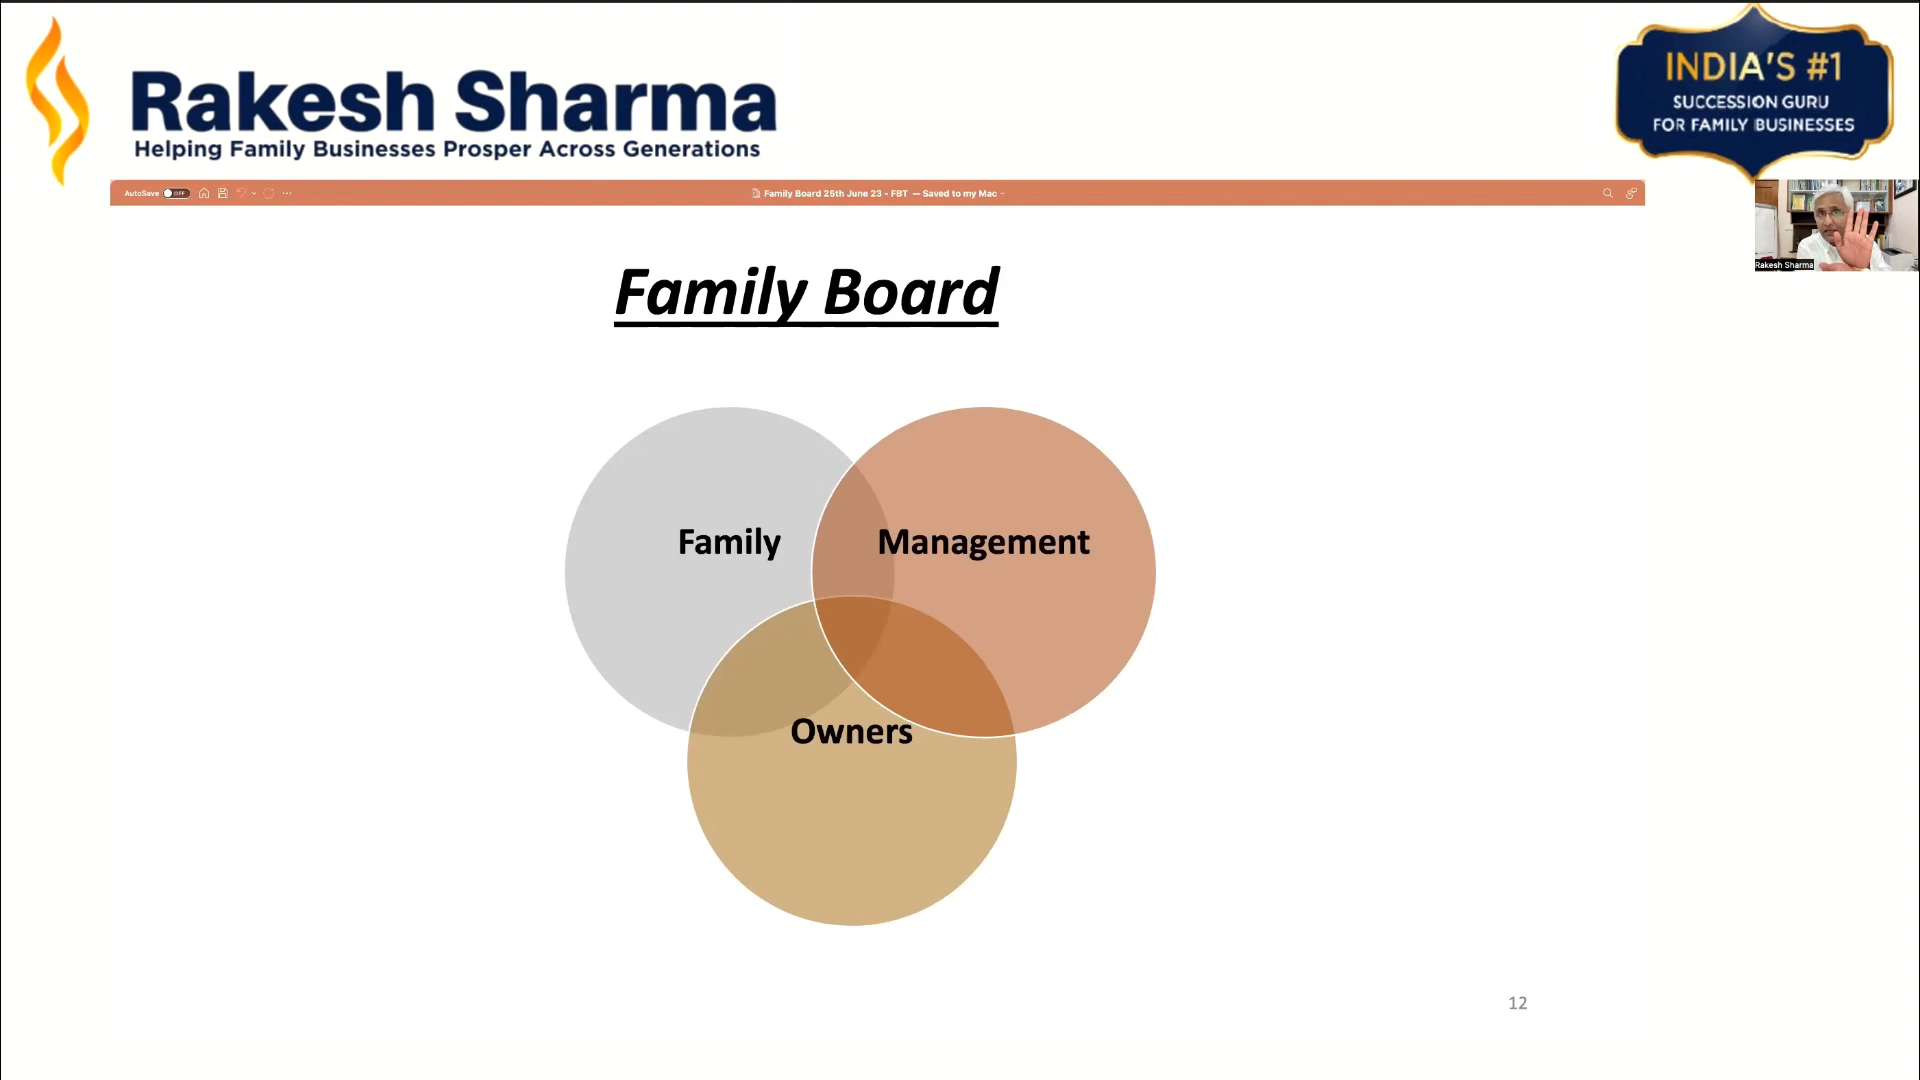 Rakesh Sharma
Helping Family Businesses Prosper Across Generations
INDIA'S #1
SUCCESSION GURU
FOR FAMILY BUSINESSES
AutoSave OFF
Family Board 25th June 23 - FBT — Saved to my Mac
Rakesh Sharma
Family Board
Family
Management
Owners
12